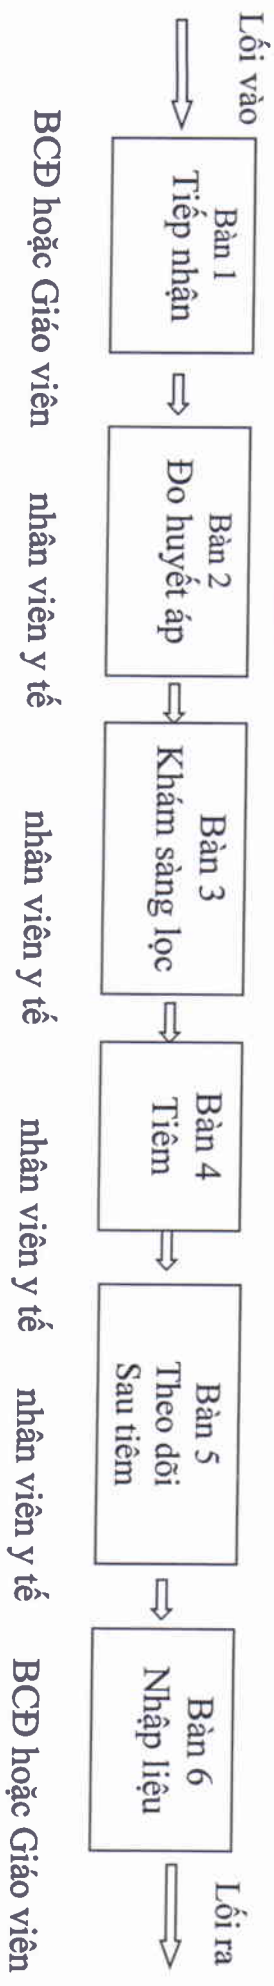 Lối vào
Bàn 1
Tiếp nhận
Bàn 2
Đo huyết áp
Bàn 3
Khám sàng lọc
Bàn 4
Tiêm
Bàn 5
Theo dõi
Sau tiêm
Bàn 6
Nhập liệu
Lối ra
BCĐ hoặc Giáo viên
nhân viên y tế
nhân viên y tế
nhân viên y tế
nhân viên y tế
BCĐ hoặc Giáo viên